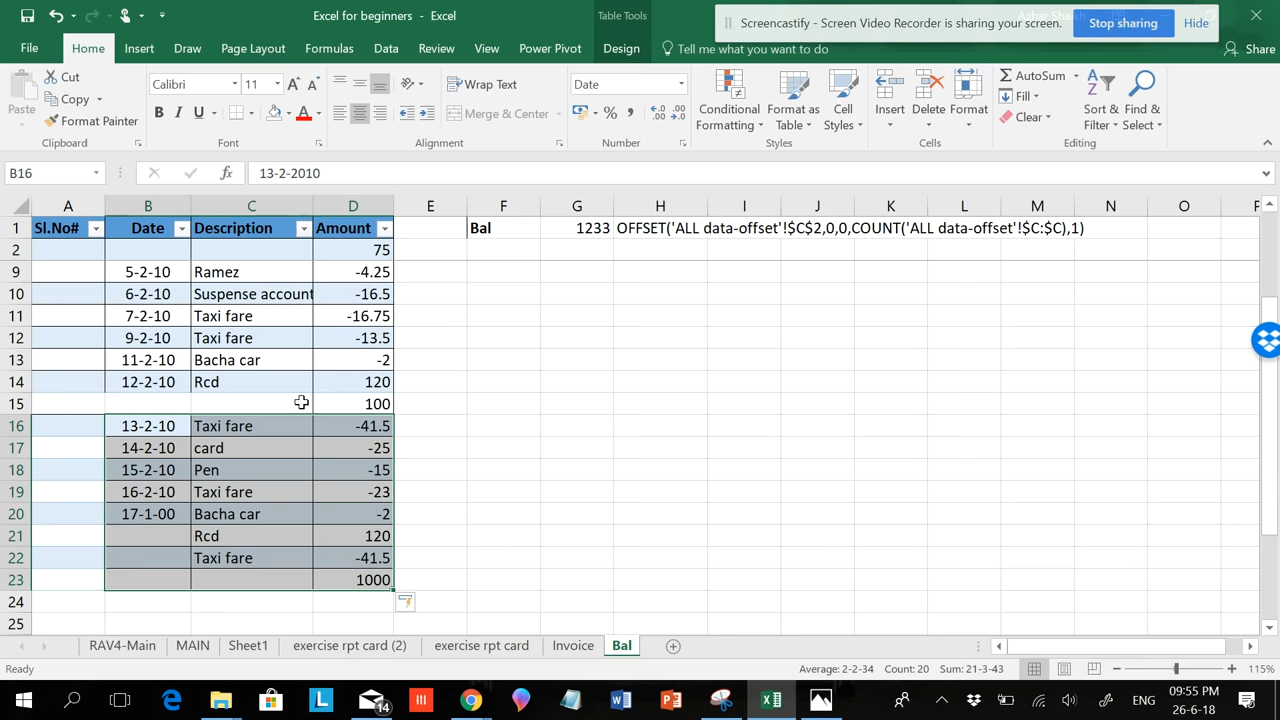 Excel for beginners - Excel
Table Tools
Screencastify - Screen Video Recorder is sharing your screen.
Stop sharing
Hide
File Home Insert Draw Page Layout Formulas Data Review View Power Pivot Design Tell me what you want to do Share
Paste
Cut
Copy
Format Painter
Calibri 11
B I U
Wrap Text
Merge & Center
Date
Conditional Formatting
Format as Table
Cell Styles
Insert
Delete
Format
AutoSum
Fill
Clear
Sort & Filter
Find & Select
Clipboard Font Alignment Number Styles Cells Editing
B16 fx 13-2-2010
A B C D E F G H I J K L M N O P
1 Sl.No# Date Description Amount Bal 1233 OFFSET('ALL data-offset'!$C$2,0,0,COUNT('ALL data-offset'!$C:$C),1)
2 75
9 5-2-10 Ramez -4.25
10 6-2-10 Suspense account -16.5
11 7-2-10 Taxi fare -16.75
12 9-2-10 Taxi fare -13.5
13 11-2-10 Bacha car -2
14 12-2-10 Rcd 120
15 100
16 13-2-10 Taxi fare -41.5
17 14-2-10 card -25
18 15-2-10 Pen -15
19 16-2-10 Taxi fare -23
20 17-1-00 Bacha car -2
21 Rcd 120
22 Taxi fare -41.5
23 1000
24
25
RAV4-Main MAIN Sheet1 exercise rpt card (2) exercise rpt card Invoice Bal
Ready Average: 2-2-34 Count: 20 Sum: 21-3-43 115%
14 ENG 09:55 PM
26-6-18